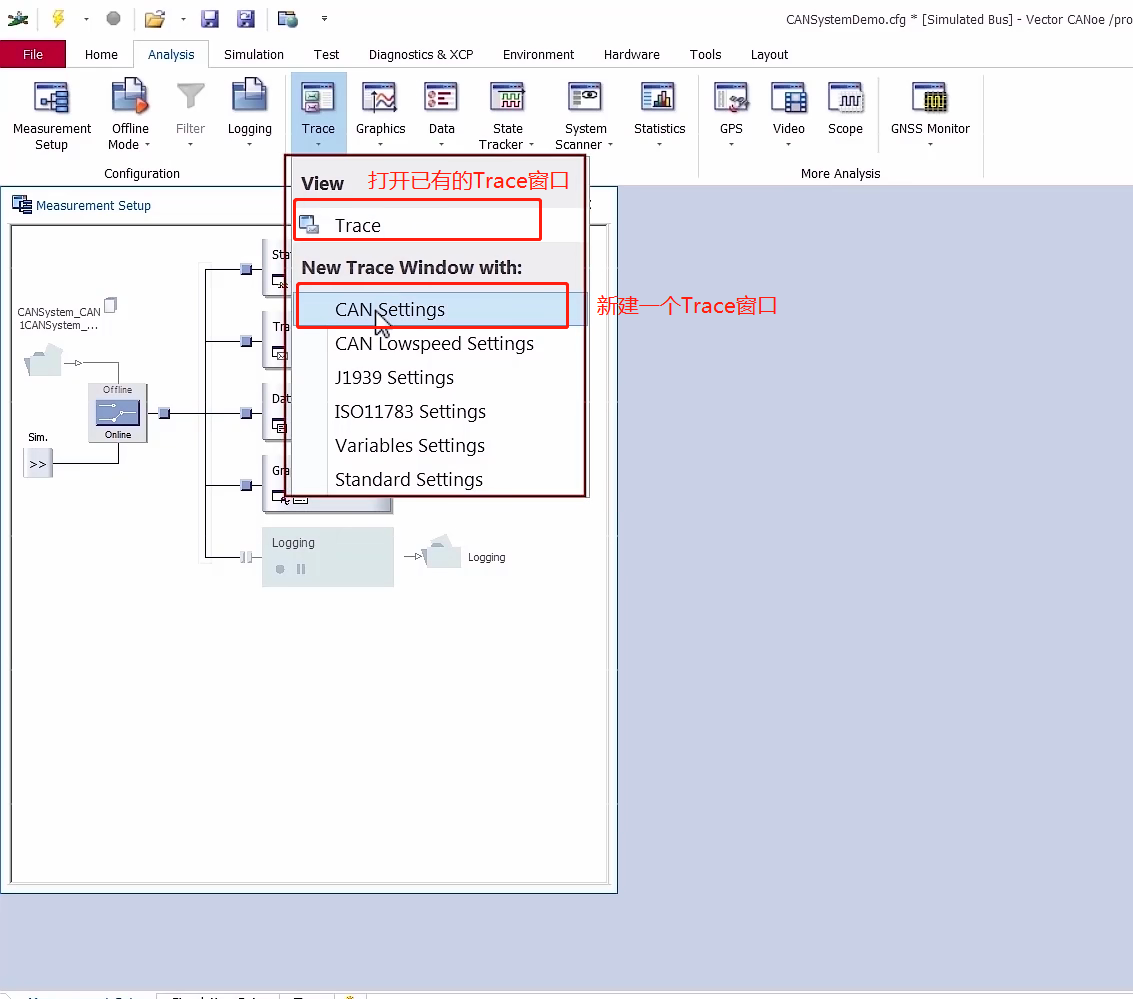 CANSystemDemo.cfg * [Simulated Bus] - Vector CANoe /pro
File Home Analysis Simulation Test Diagnostics & XCP Environment Hardware Tools Layout
Measurement Setup
Offline Mode
Filter
Logging
Trace
Graphics
Data
State Tracker
System Scanner
Statistics
GPS
Video
Scope
GNSS Monitor
Configuration
More Analysis
Measurement Setup
View 打开已有的Trace窗口
Trace
New Trace Window with:
CAN Settings 新建一个Trace窗口
CAN Lowspeed Settings
J1939 Settings
ISO11783 Settings
Variables Settings
Standard Settings
CANSystem_CAN
1CANSystem_...
Offline
Online
Sim.
>>
Sta
Tra
Dat
Gra
Logging
Logging